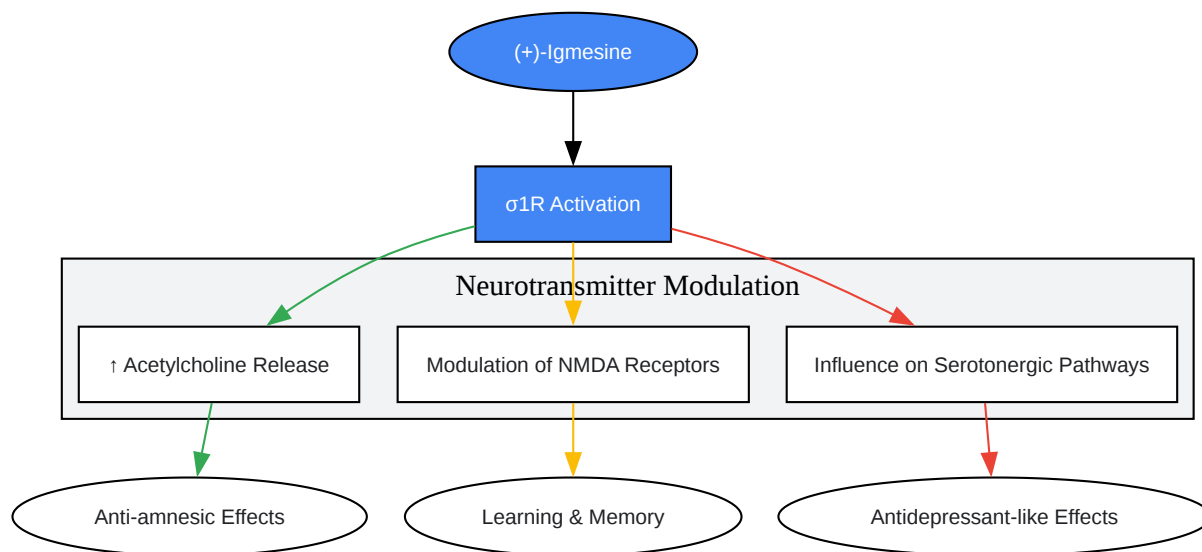 (+)-Igmesine
σ1R Activation
Neurotransmitter Modulation
↑ Acetylcholine Release
Modulation of NMDA Receptors
Influence on Serotonergic Pathways
Anti-amnesic Effects
Learning & Memory
Antidepressant-like Effects